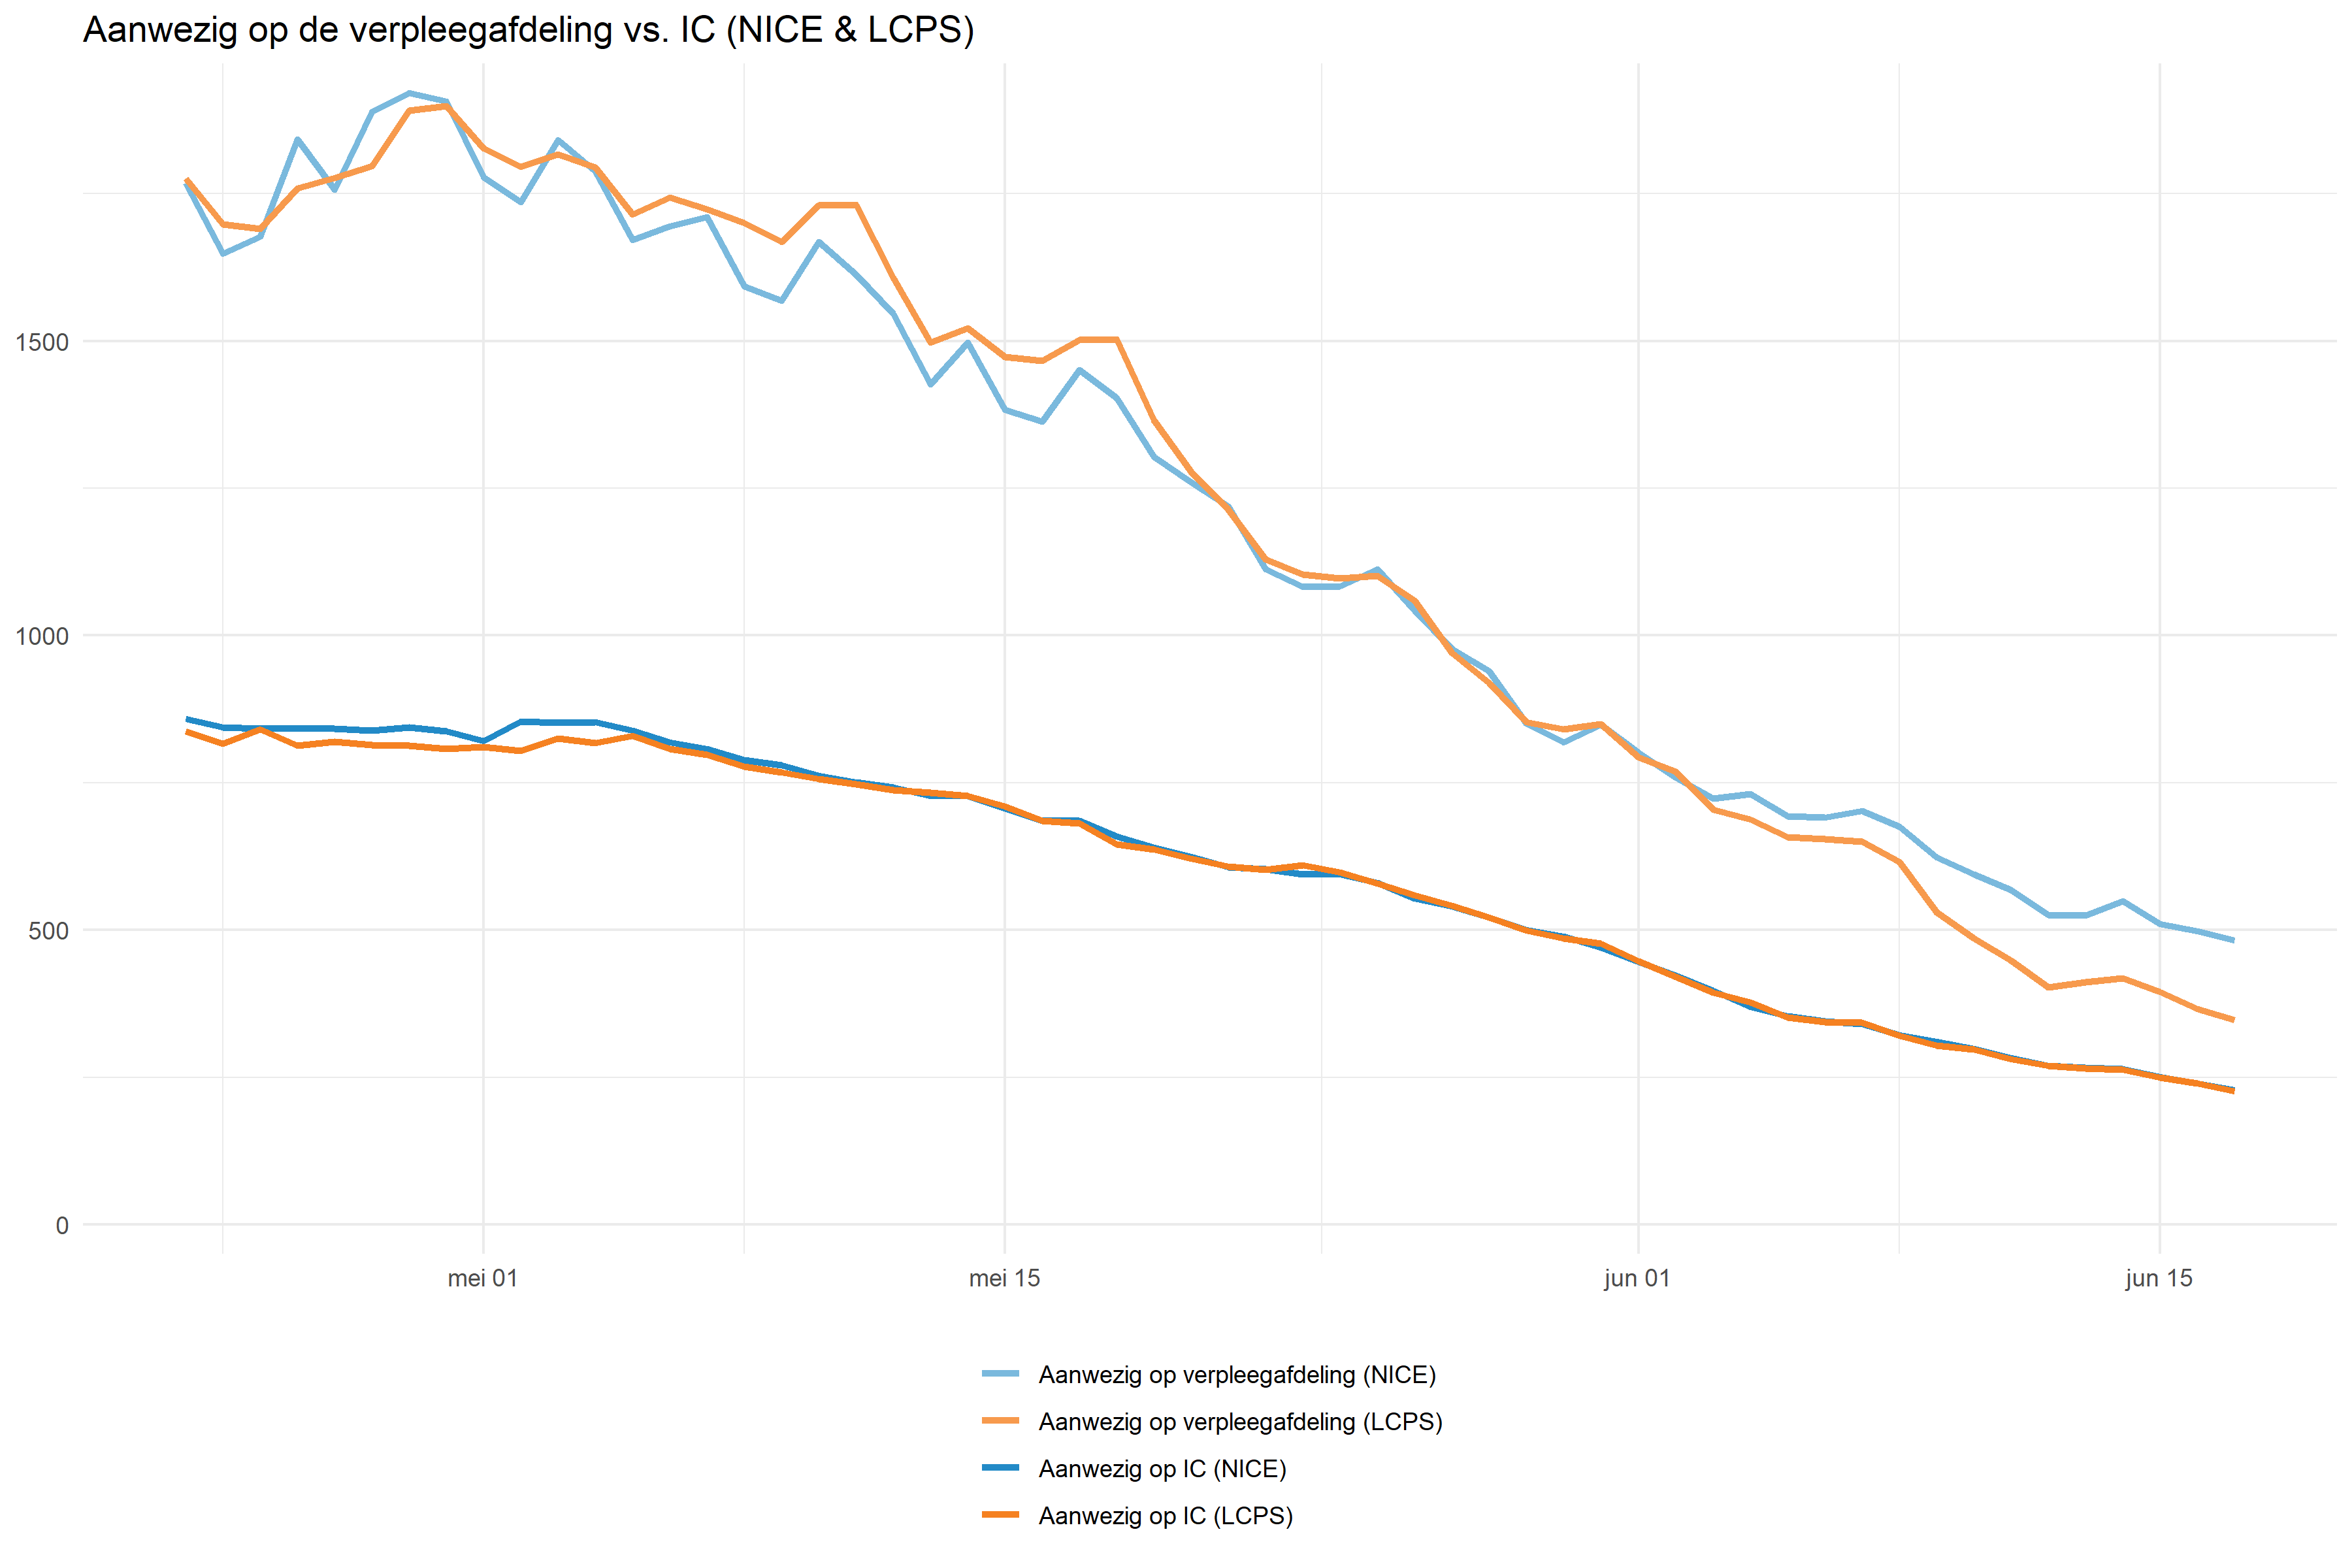 Aanwezig op de verpleegafdeling vs. IC (NICE & LCPS)
1500
1000
500
0
mei 01 mei 15 jun 01 jun 15
Aanwezig op verpleegafdeling (NICE)
Aanwezig op verpleegafdeling (LCPS)
Aanwezig op IC (NICE)
Aanwezig op IC (LCPS)